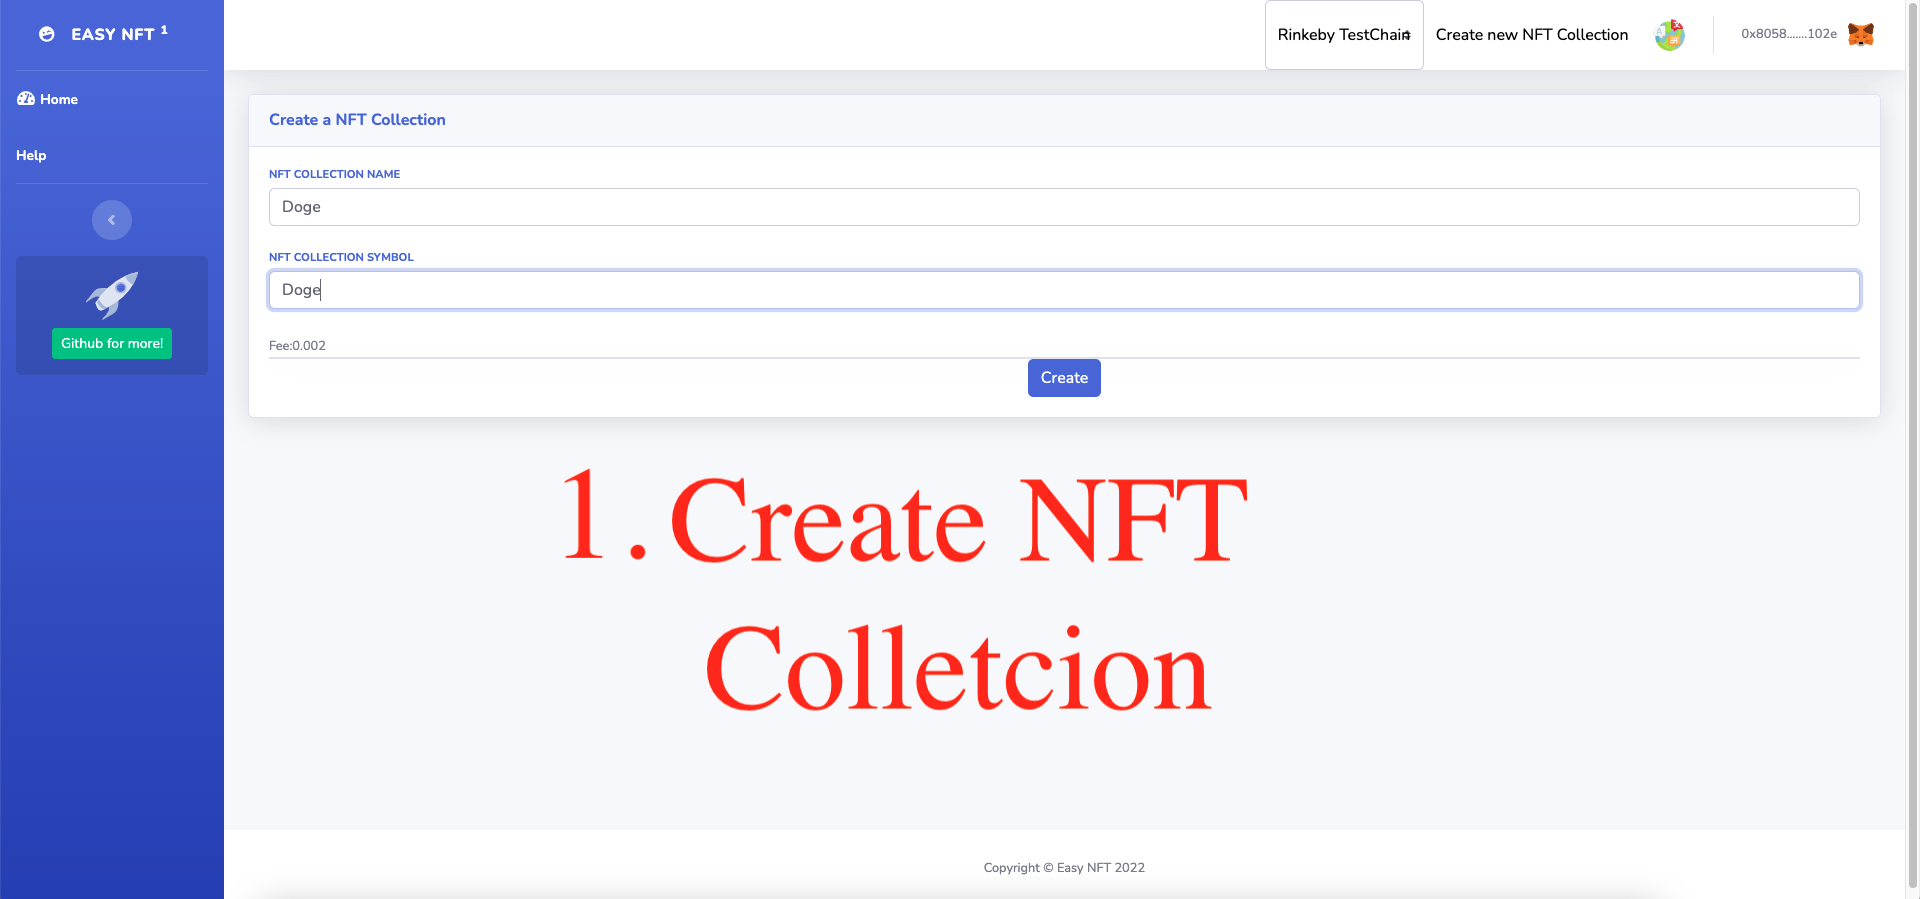 EASY NFT 1
Home
Help
Github for more!
Rinkeby TestChain
Create new NFT Collection
0x8058.......102e
Create a NFT Collection
NFT COLLECTION NAME
Doge
NFT COLLECTION SYMBOL
Doge
Fee:0.002
Create
1.Create NFT
Colletcion
Copyright © Easy NFT 2022